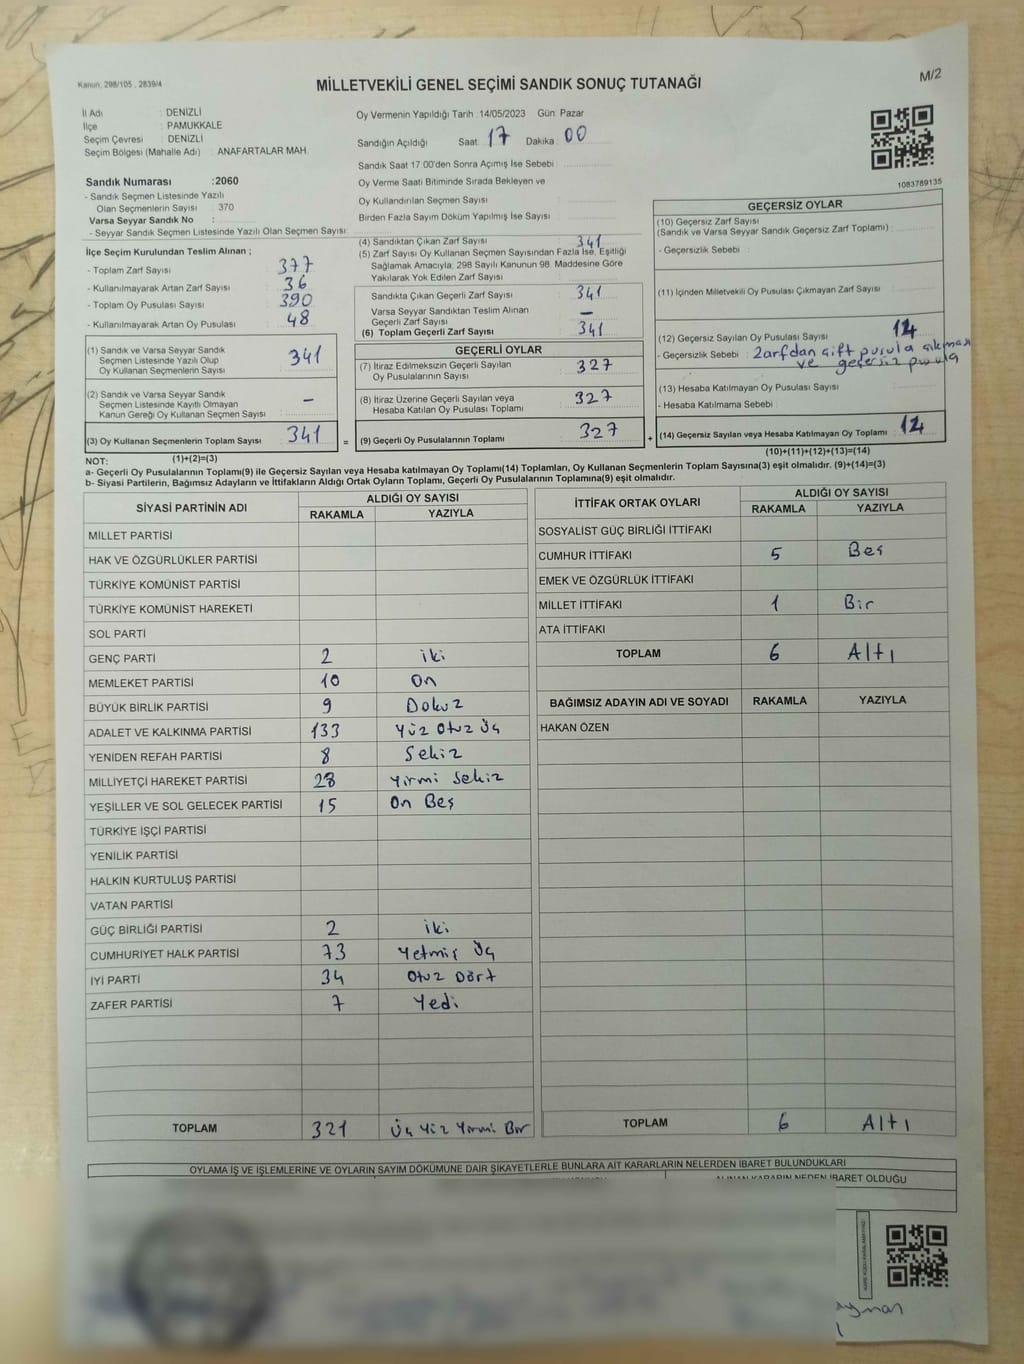 Kanun: 298/105 , 2839/4
MİLLETVEKİLİ GENEL SEÇİMİ SANDIK SONUÇ TUTANAĞI
M/2
İl Adı : DENİZLİ
İlçe : PAMUKKALE
Seçim Çevresi : DENİZLİ
Seçim Bölgesi (Mahalle Adı) : ANAFARTALAR MAH.
Sandık Numarası :2060
- Sandık Seçmen Listesinde Yazılı
Olan Seçmenlerin Sayısı : 370
Varsa Seyyar Sandık No :
- Seyyar Sandık Seçmen Listesinde Yazılı Olan Seçmen Sayısı:
Oy Vermenin Yapıldığı Tarih :14/05/2023 Gün: Pazar
Sandığın Açıldığı Saat: 17 Dakika: 00
Sandık Saat 17.00'den Sonra Açımış İse Sebebi :
Oy Verme Saati Bitiminde Sırada Bekleyen ve
Oy Kullandırılan Seçmen Sayısı
Birden Fazla Sayım Döküm Yapılmış İse Sayısı
1083789135
İlçe Seçim Kurulundan Teslim Alınan ;
- Toplam Zarf Sayısı : 377
- Kullanılmayarak Artan Zarf Sayısı : 36
- Toplam Oy Pusulası Sayısı : 390
- Kullanılmayarak Artan Oy Pusulası : 48
(1) Sandık ve Varsa Seyyar Sandık
Seçmen Listesinde Yazılı Olup
Oy Kullanan Seçmenlerin Sayısı : 341
(2) Sandık ve Varsa Seyyar Sandık
Seçmen Listesinde Kayıtlı Olmayan
Kanun Gereği Oy Kullanan Seçmen Sayısı : -
(3) Oy Kullanan Seçmenlerin Toplam Sayısı : 341 =
(1)+(2)=(3)
(4) Sandıktan Çıkan Zarf Sayısı : 341
(5) Zarf Sayısı Oy Kullanan Seçmen Sayısından Fazla İse, Eşitliği
Sağlamak Amacıyla; 298 Sayılı Kanunun 98. Maddesine Göre
Yakılarak Yok Edilen Zarf Sayısı :
Sandıkta Çıkan Geçerli Zarf Sayısı : 341
Varsa Seyyar Sandıktan Teslim Alınan
Geçerli Zarf Sayısı : -
(6) Toplam Geçerli Zarf Sayısı : 341
GEÇERLİ OYLAR
(7) İtiraz Edilmeksizin Geçerli Sayılan
Oy Pusulalarının Sayısı : 327
(8) İtiraz Üzerine Geçerli Sayılan veya
Hesaba Katılan Oy Pusulası Toplamı : 327
(9) Geçerli Oy Pusulalarının Toplamı : 327 +
GEÇERSİZ OYLAR
(10) Geçersiz Zarf Sayısı
(Sandık ve Varsa Seyyar Sandık Geçersiz Zarf Toplamı) :
- Geçersizlik Sebebi :
(11) İçinden Milletvekili Oy Pusulası Çıkmayan Zarf Sayısı :
(12) Geçersiz Sayılan Oy Pusulası Sayısı : 14
- Geçersizlik Sebebi : Zarfdan çift pusula çıkması
ve geçersiz pusula
(13) Hesaba Katılmayan Oy Pusulası Sayısı :
- Hesaba Katılmama Sebebi :
(14) Geçersiz Sayılan veya Hesaba Katılmayan Oy Toplamı : 14
(10)+(11)+(12)+(13)=(14)
NOT:
a- Geçerli Oy Pusulalarının Toplamı(9) ile Geçersiz Sayılan veya Hesaba katılmayan Oy Toplamı(14) Toplamları, Oy Kullanan Seçmenlerin Toplam Sayısına(3) eşit olmalıdır. (9)+(14)=(3)
b- Siyasi Partilerin, Bağımsız Adayların ve İttifakların Aldığı Ortak Oyların Toplamı, Geçerli Oy Pusulalarının Toplamına(9) eşit olmalıdır.
SİYASİ PARTİNİN ADI ALDIĞI OY SAYISI
RAKAMLA YAZIYLA
MİLLET PARTİSİ
HAK VE ÖZGÜRLÜKLER PARTİSİ
TÜRKİYE KOMÜNİST PARTİSİ
TÜRKİYE KOMÜNİST HAREKETİ
SOL PARTİ
GENÇ PARTİ 2 iki
MEMLEKET PARTİSİ 10 On
BÜYÜK BİRLİK PARTİSİ 9 Dokuz
ADALET VE KALKINMA PARTİSİ 133 Yüz Otuz Üç
YENİDEN REFAH PARTİSİ 8 Sekiz
MİLLİYETÇİ HAREKET PARTİSİ 28 Yirmi Sekiz
YEŞİLLER VE SOL GELECEK PARTİSİ 15 On Beş
TÜRKİYE İŞÇİ PARTİSİ
YENİLİK PARTİSİ
HALKIN KURTULUŞ PARTİSİ
VATAN PARTİSİ
GÜÇ BİRLİĞİ PARTİSİ 2 iki
CUMHURİYET HALK PARTİSİ 73 Yetmiş Üç
İYİ PARTİ 34 Otuz Dört
ZAFER PARTİSİ 7 Yedi
TOPLAM 321 Üç Yüz Yirmi Bir
İTTİFAK ORTAK OYLARI ALDIĞI OY SAYISI
RAKAMLA YAZIYLA
SOSYALİST GÜÇ BİRLİĞİ İTTİFAKI
CUMHUR İTTİFAKI 5 Beş
EMEK VE ÖZGÜRLÜK İTTİFAKI
MİLLET İTTİFAKI 1 Bir
ATA İTTİFAKI
TOPLAM 6 Altı
BAĞIMSIZ ADAYIN ADI VE SOYADI RAKAMLA YAZIYLA
HAKAN ÖZEN
TOPLAM 6 Altı
OYLAMA İŞ VE İŞLEMLERİNE VE OYLARIN SAYIM DÖKÜMÜNE DAİR ŞİKAYETLERLE BUNLARA AİT KARARLARIN NELERDEN İBARET BULUNDUKLARI
ALINAN KARARIN NEDEN İBARET OLDUĞU